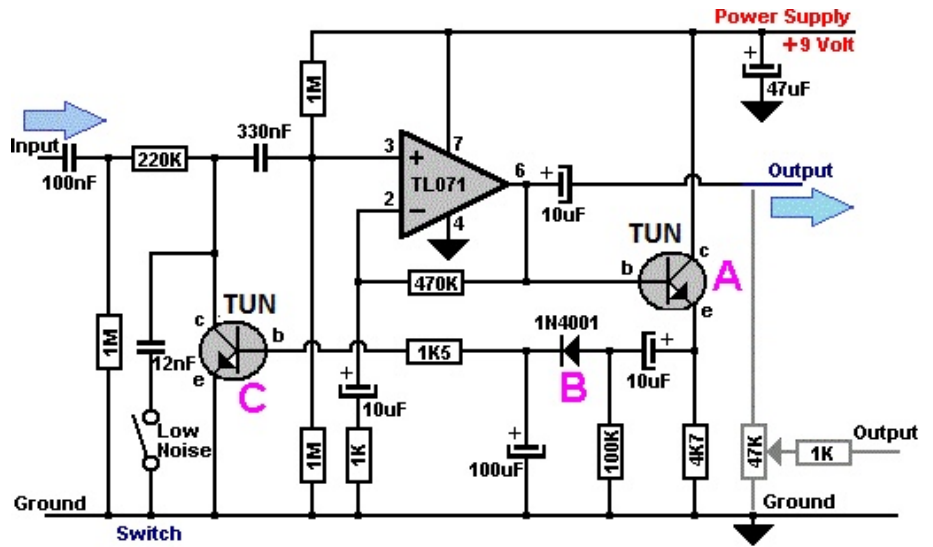 Power Supply
+9 Volt
+
47uF
1M
Input
100nF
220K
330nF
3
+
7
TL071
2
−
4
6
+
10uF
Output
TUN
b
c
e
A
470K
1M
12nF
Low
Noise
TUN
c
b
e
C
1K5
1N4001
B
+
10uF
+
10uF
1K
1M
+
100uF
100K
4K7
47K
1K
Output
Ground
Switch
Ground